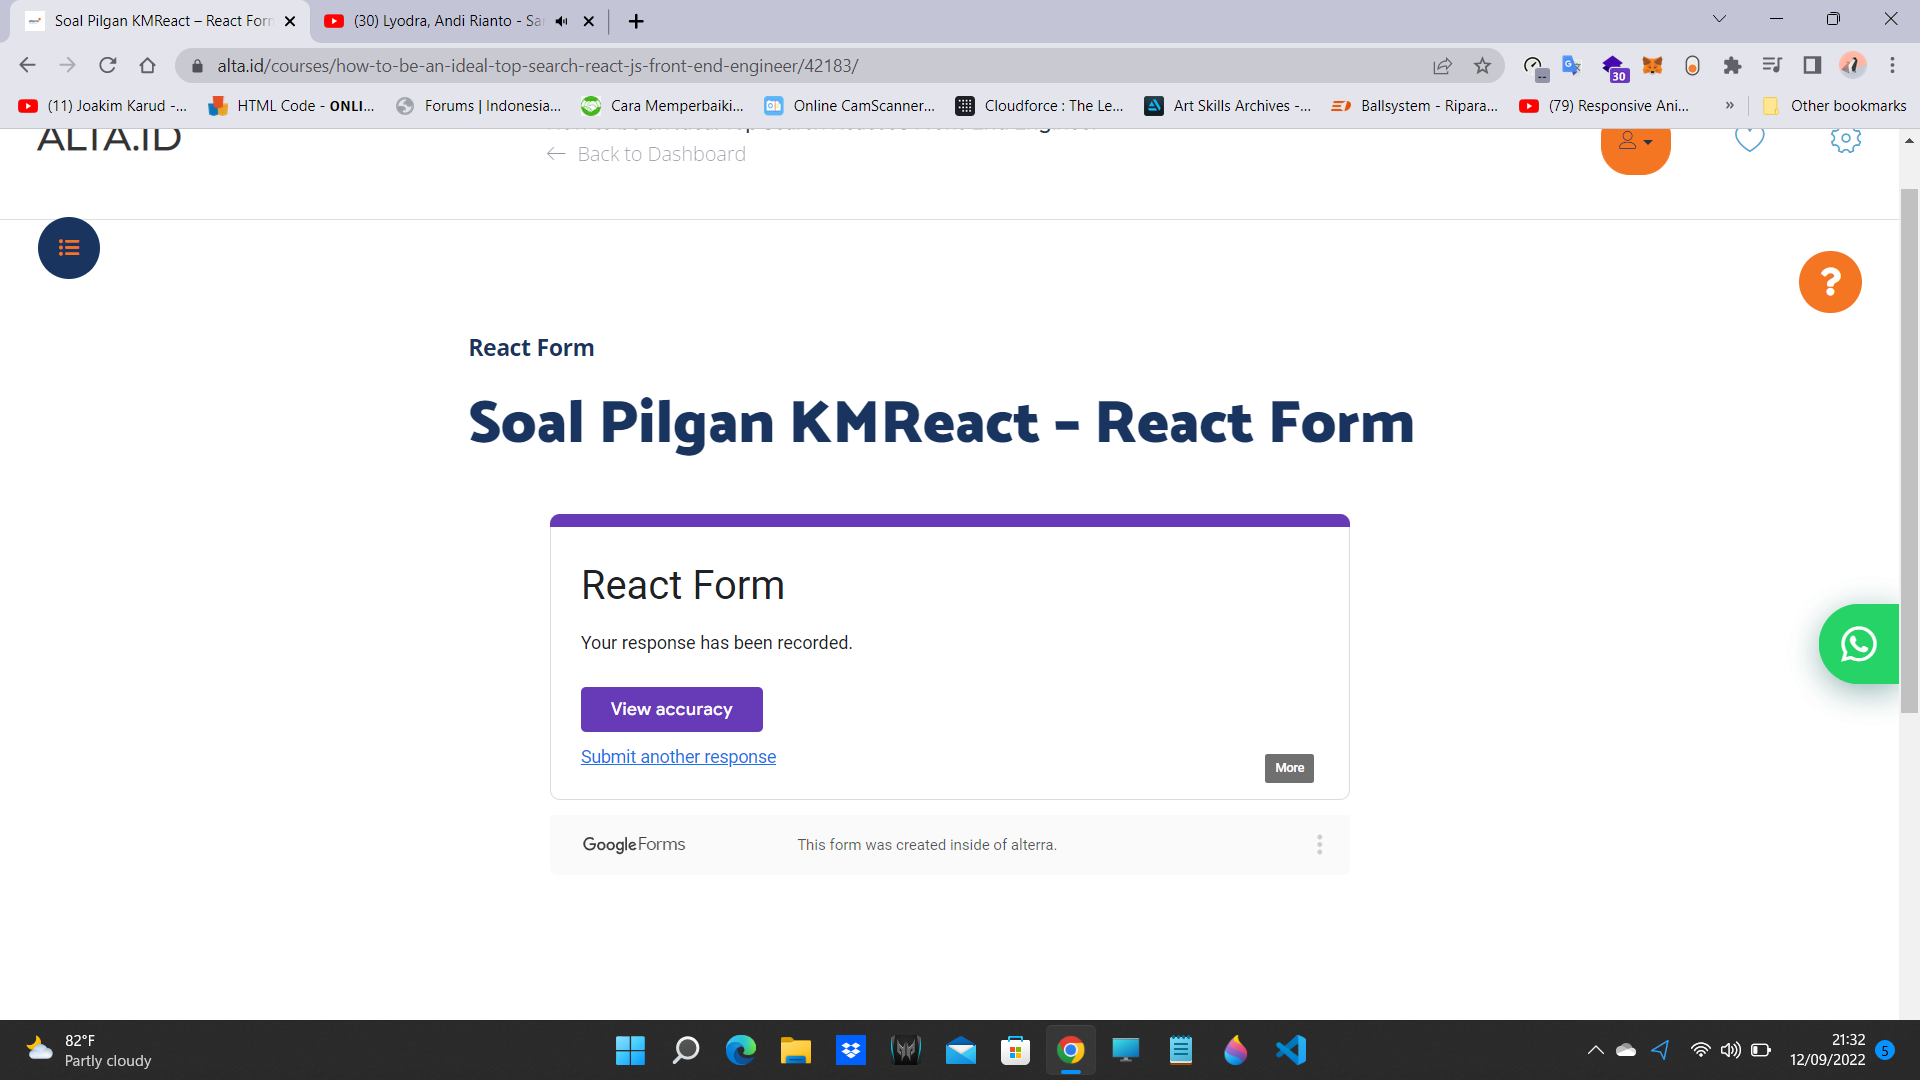 Soal Pilgan KMReact – React Forn
(30) Lyodra, Andi Rianto - Sa
alta.id/courses/how-to-be-an-ideal-top-search-react-js-front-end-engineer/42183/
30
(11) Joakim Karud -...
HTML Code - ONLI...
Forums | Indonesia...
Cara Memperbaiki...
Online CamScanner...
Cloudforce : The Le...
Art Skills Archives -...
Ballsystem - Ripara...
(79) Responsive Ani...
»
Other bookmarks
ALTA.ID
Back to Dashboard
?
React Form
Soal Pilgan KMReact – React Form
React Form
Your response has been recorded.
View accuracy
Submit another response
More
Google Forms
This form was created inside of alterra.
82°F
Partly cloudy
21:32
12/09/2022
5